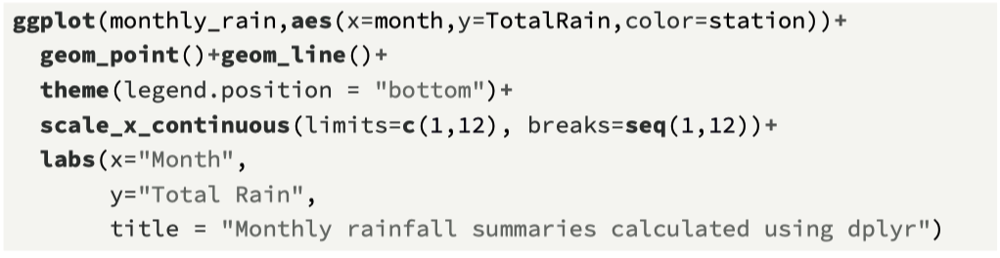 ggplot(monthly_rain,aes(x=month,y=TotalRain,color=station))+
  geom_point()+geom_line()+
  theme(legend.position = "bottom")+
  scale_x_continuous(limits=c(1,12), breaks=seq(1,12))+
  labs(x="Month",
       y="Total Rain",
       title = "Monthly rainfall summaries calculated using dplyr")